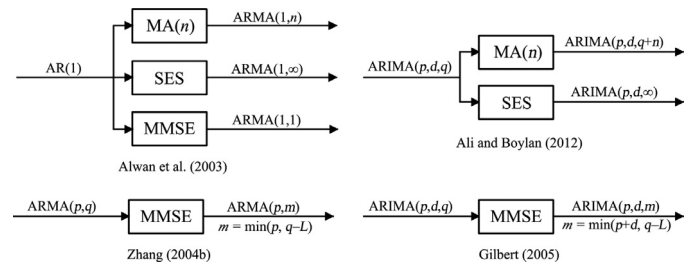 AR(1)
MA(n)
ARMA(1,n)
SES
ARMA(1,∞)
MMSE
ARMA(1,1)
Alwan et al. (2003)
ARIMA(p,d,q)
MA(n)
ARIMA(p,d,q+n)
SES
ARIMA(p,d,∞)
Ali and Boylan (2012)
ARMA(p,q)
MMSE
ARMA(p,m)
m = min(p, q–L)
Zhang (2004b)
ARIMA(p,d,q)
MMSE
ARIMA(p,d,m)
m = min(p+d, q–L)
Gilbert (2005)